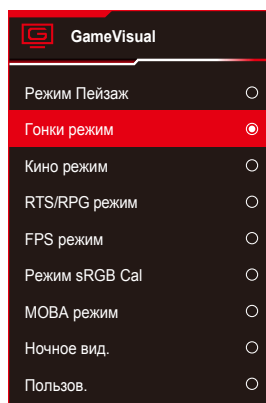 GameVisual
Режим Пейзаж
Гонки режим
Кино режим
RTS/RPG режим
FPS режим
Режим sRGB Cal
MOBA режим
Ночное вид.
Пользов.